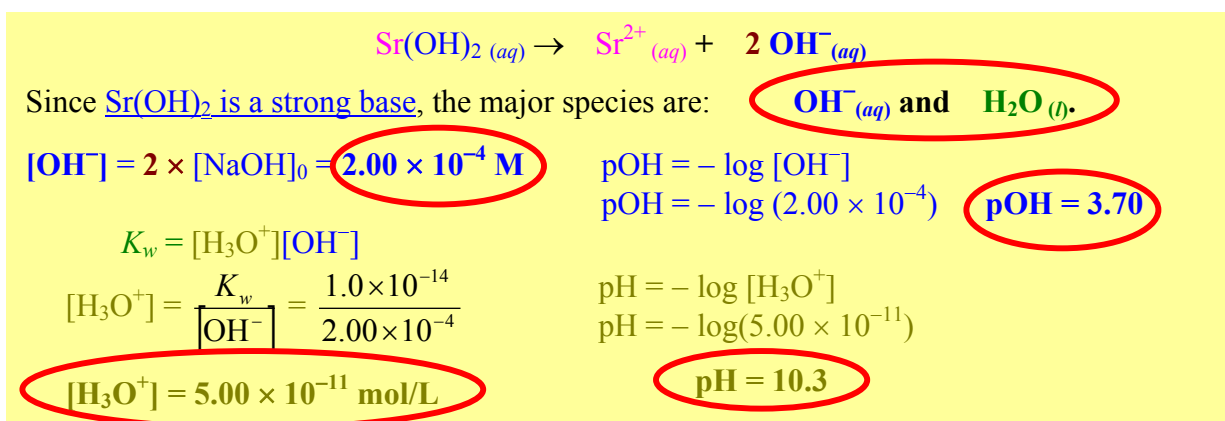 Sr(OH)₂ (aq) → Sr²⁺ (aq) + 2 OH⁻(aq)
Since Sr(OH)₂ is a strong base, the major species are: OH⁻(aq) and H₂O (l).
[OH⁻] = 2 × [NaOH]₀ = 2.00 × 10⁻⁴ M
pOH = – log [OH⁻]
pOH = – log (2.00 × 10⁻⁴) pOH = 3.70
K_w = [H₃O⁺][OH⁻]
[H₃O⁺] = K_w / [OH⁻] = 1.0×10⁻¹⁴ / 2.00×10⁻⁴
[H₃O⁺] = 5.00 × 10⁻¹¹ mol/L
pH = – log [H₃O⁺]
pH = – log(5.00 × 10⁻¹¹)
pH = 10.3